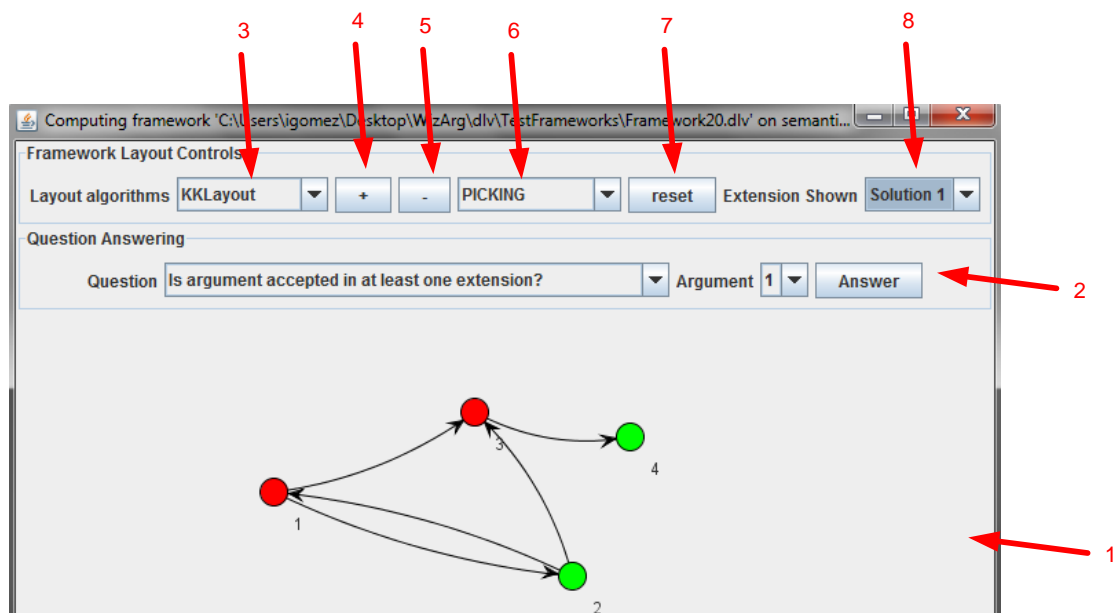 3 4 5 6 7 8
Computing framework 'C:\Users\igomez\Desktop\WizArg\dlv\TestFrameworks\Framework20.dlv' on semanti...
Framework Layout Controls
Layout algorithms KKLayout + - PICKING reset Extension Shown Solution 1
Question Answering
Question Is argument accepted in at least one extension? Argument 1 Answer
2
3
4
1
1
2